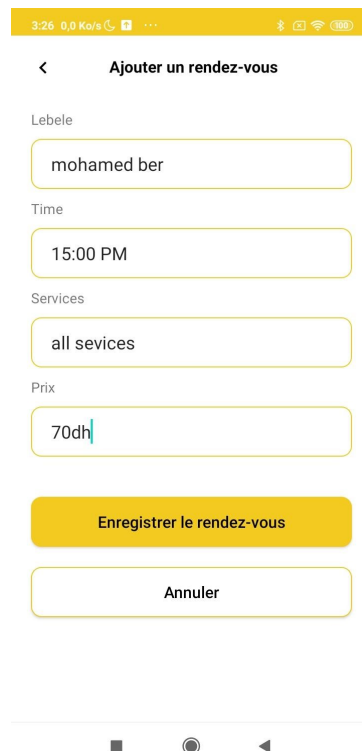 3:26 0,0 Ko/s ... 100
Ajouter un rendez-vous
Lebele
mohamed ber
Time
15:00 PM
Services
all sevices
Prix
70dh
Enregistrer le rendez-vous
Annuler